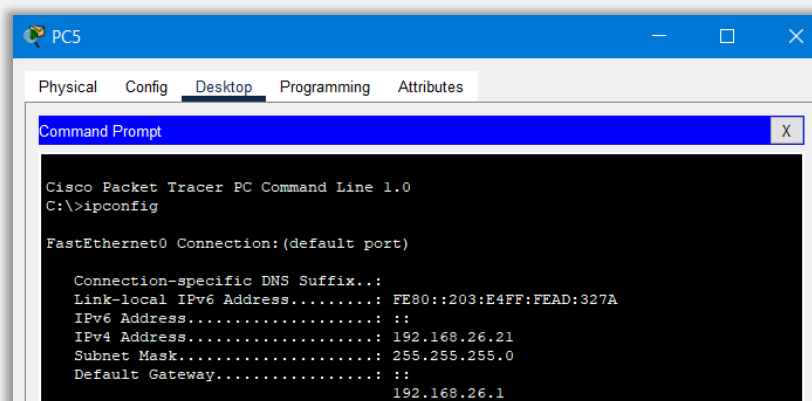 PC5
Physical Config Desktop Programming Attributes
Command Prompt
X
Cisco Packet Tracer PC Command Line 1.0
C:\>ipconfig
FastEthernet0 Connection:(default port)
Connection-specific DNS Suffix..:
Link-local IPv6 Address.........: FE80::203:E4FF:FEAD:327A
IPv6 Address....................: ::
IPv4 Address....................: 192.168.26.21
Subnet Mask.....................: 255.255.255.0
Default Gateway.................: ::
192.168.26.1